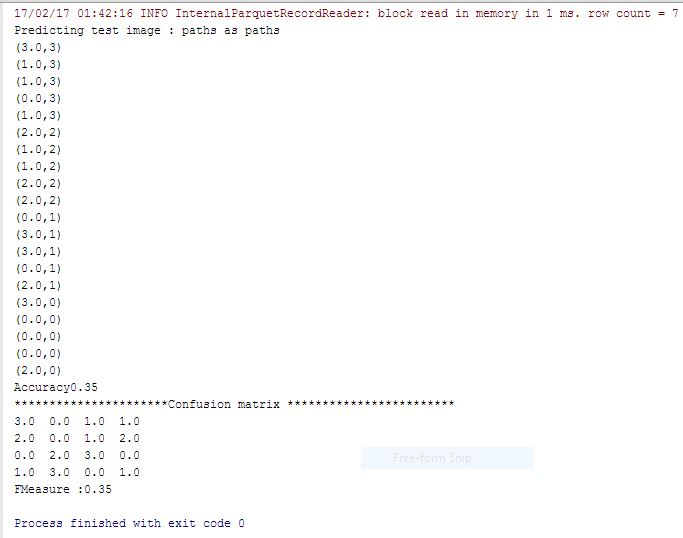 17/02/17 01:42:16 INFO InternalParquetRecordReader: block read in memory in 1 ms. row count = 7
Predicting test image : paths as paths
(3.0,3)
(1.0,3)
(1.0,3)
(0.0,3)
(1.0,3)
(2.0,2)
(1.0,2)
(1.0,2)
(2.0,2)
(2.0,2)
(0.0,1)
(3.0,1)
(3.0,1)
(0.0,1)
(2.0,1)
(3.0,0)
(0.0,0)
(0.0,0)
(0.0,0)
(2.0,0)
Accuracy0.35
**********************Confusion matrix ************************
3.0  0.0  1.0  1.0
2.0  0.0  1.0  2.0
0.0  2.0  3.0  0.0
1.0  3.0  0.0  1.0
FMeasure :0.35
Process finished with exit code 0
Free-form Snip